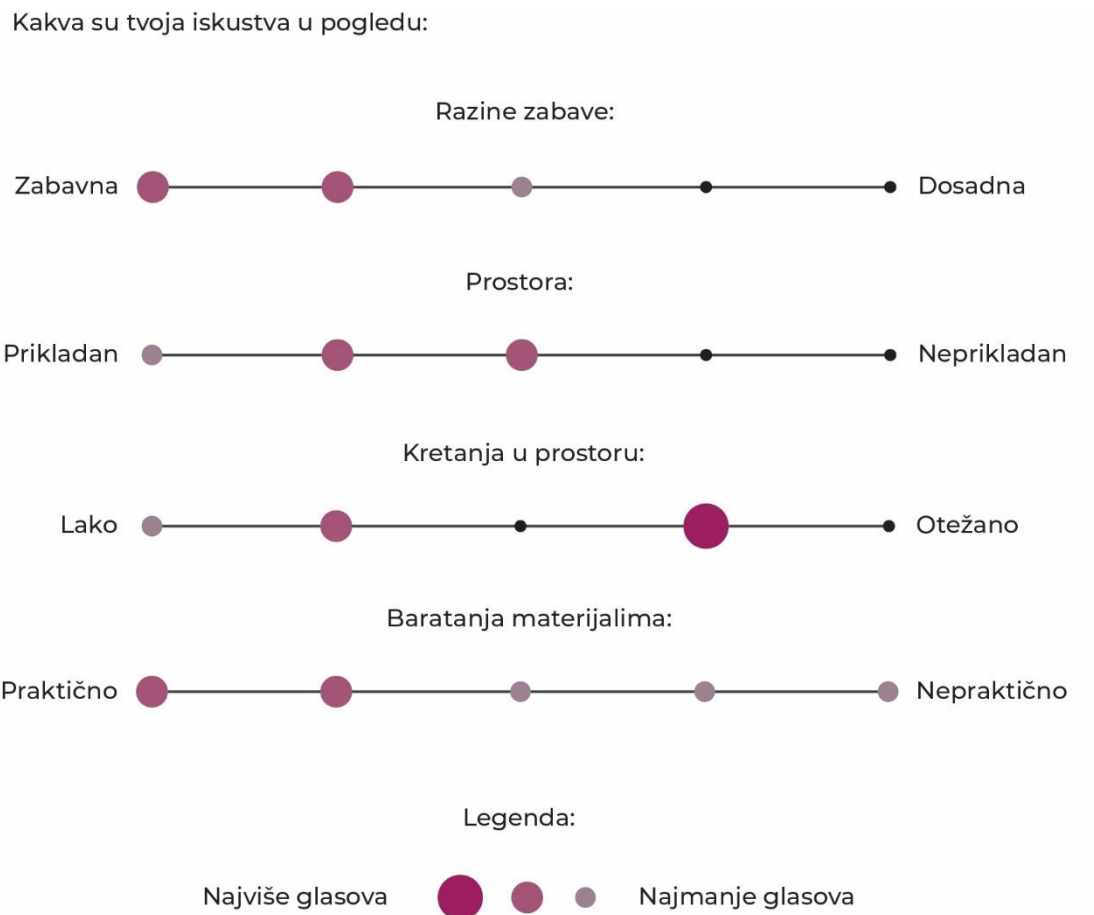 Kakva su tvoja iskustva u pogledu:
Razine zabave:
Zabavna Dosadna
Prostora:
Prikladan Neprikladan
Kretanja u prostoru:
Lako Otežano
Baratanja materijalima:
Praktično Nepraktično
Legenda:
Najviše glasova Najmanje glasova